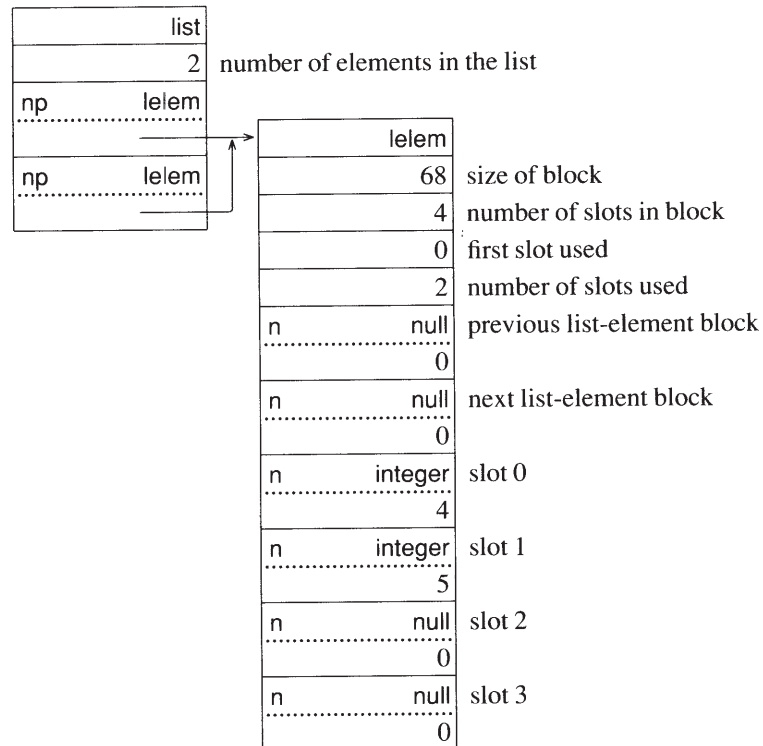 list
2 number of elements in the list
np lelem
np lelem
lelem
68 size of block
4 number of slots in block
0 first slot used
2 number of slots used
n null previous list-element block
0
n null next list-element block
0
n integer slot 0
4
n integer slot 1
5
n null slot 2
0
n null slot 3
0